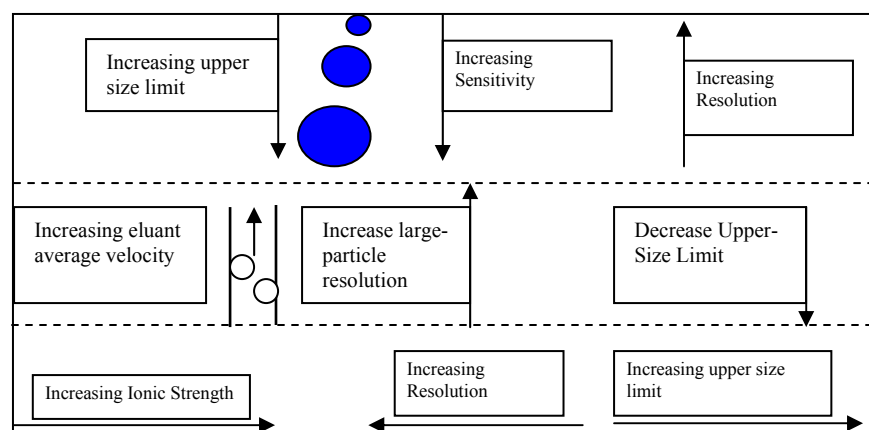 Increasing upper
size limit
Increasing
Sensitivity
Increasing
Resolution
Increasing eluant
average velocity
Increase large-
particle
resolution
Decrease Upper-
Size Limit
Increasing Ionic Strength
Increasing
Resolution
Increasing upper size
limit